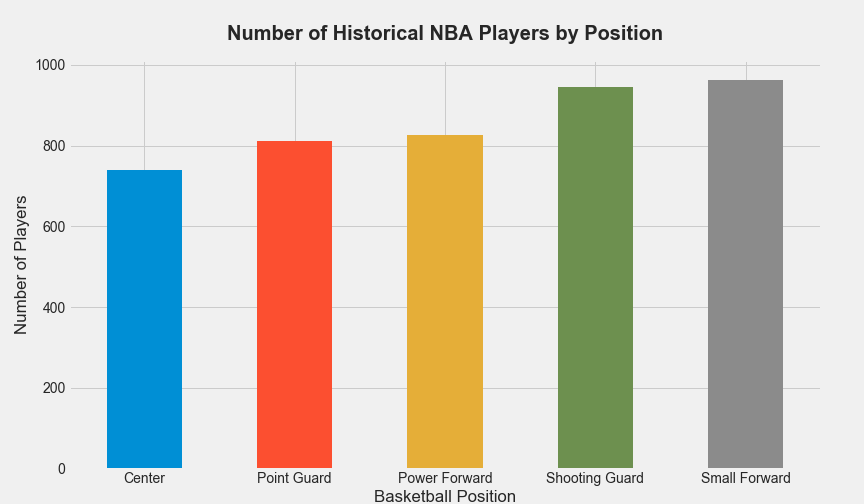 Number of Historical NBA Players by Position
Number of Players
1000
800
600
400
200
0
Center
Point Guard
Power Forward
Shooting Guard
Small Forward
Basketball Position